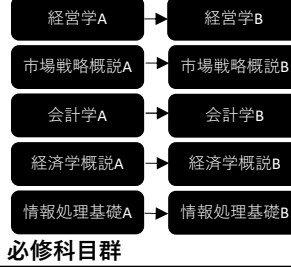 経営学A 経営学B
市場戦略概説A 市場戦略概説B
会計学A 会計学B
経済学概説A 経済学概説B
情報処理基礎A 情報処理基礎B
必修科目群